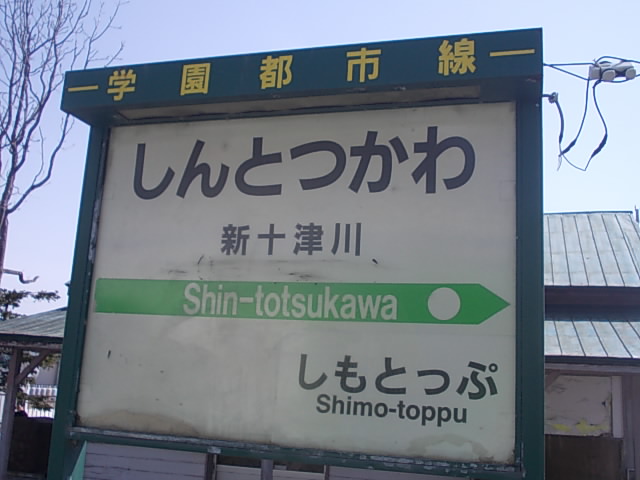 ー学園都市線ー
しんとつかわ
新十津川
Shin-totsukawa
しもとっぷ
Shimo-toppu